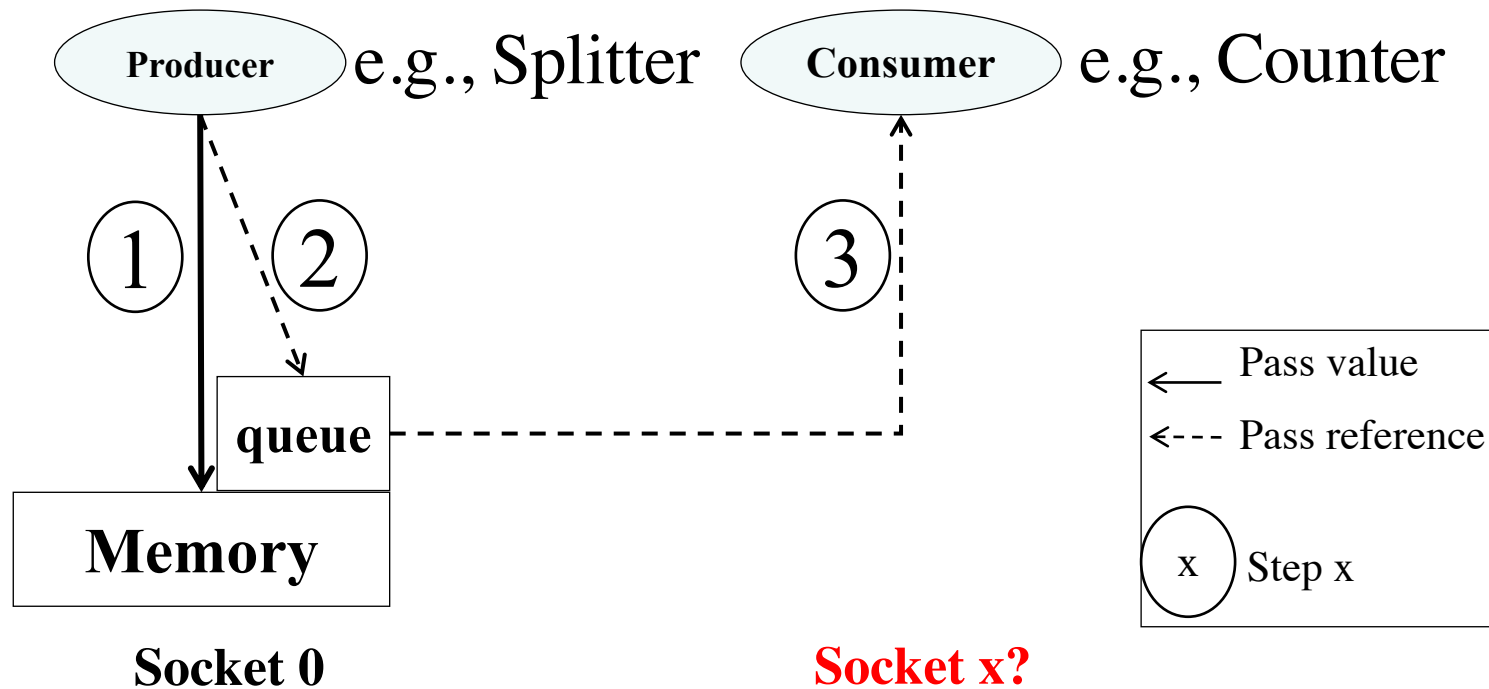 Producer e.g., Splitter
Consumer e.g., Counter
1
2
3
queue
Memory
Pass value
Pass reference
x Step x
Socket 0
Socket x?